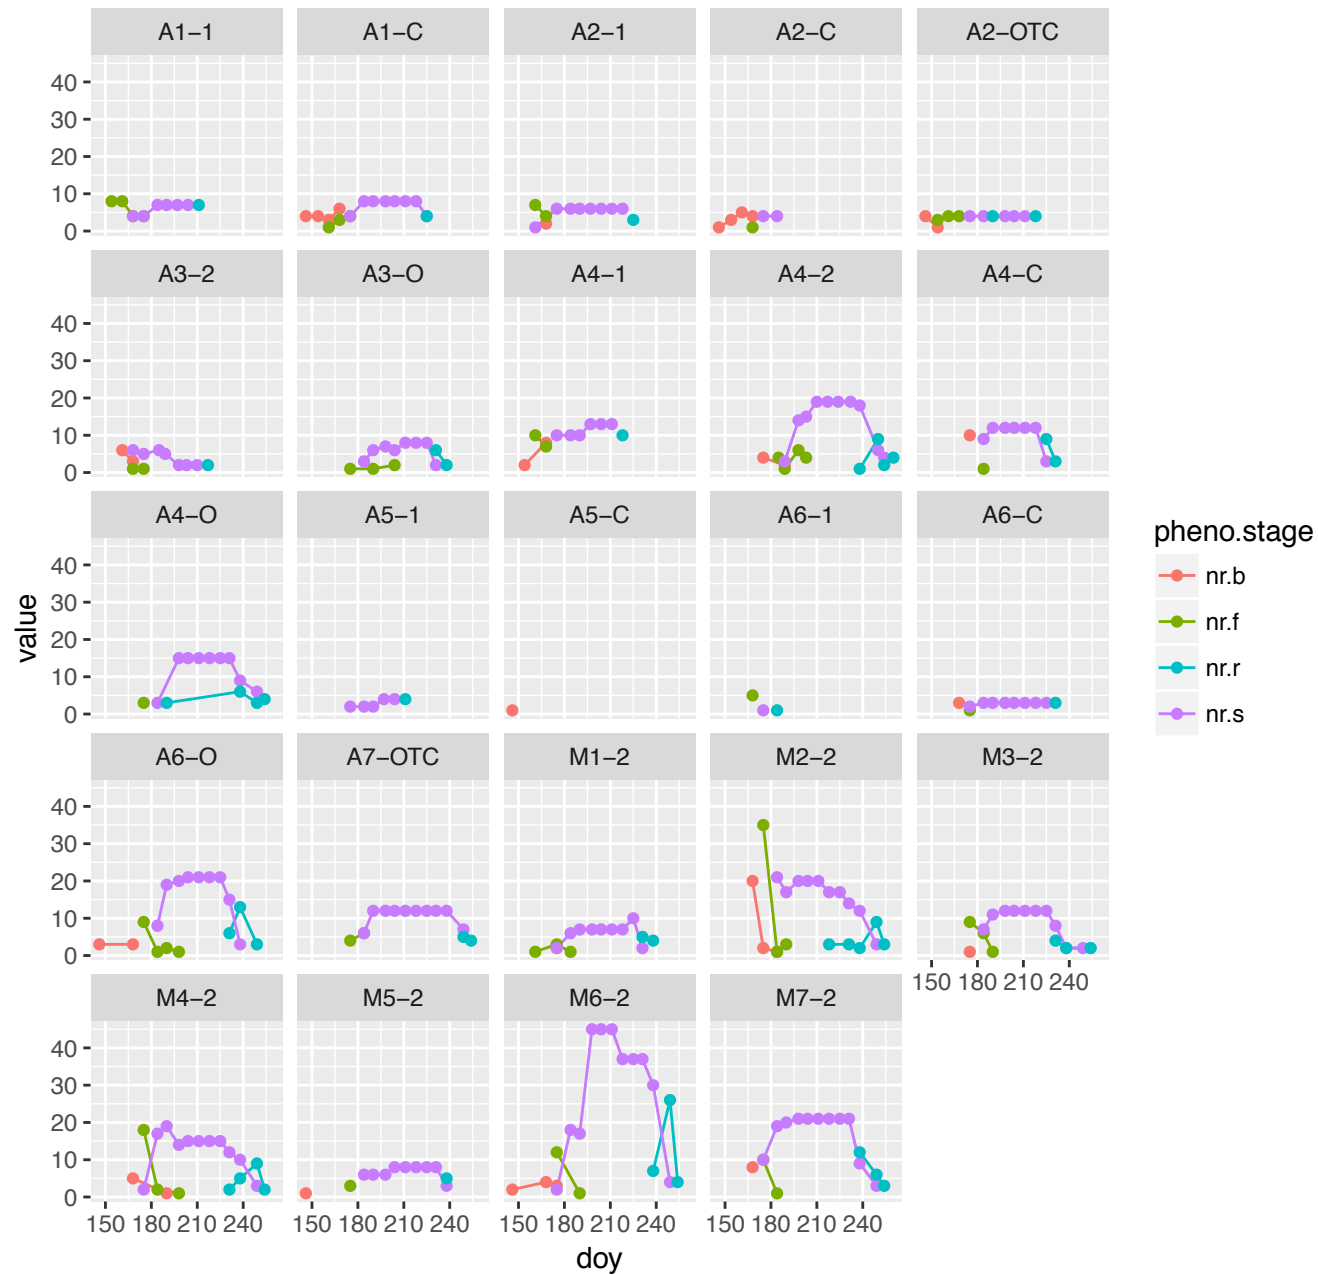 A1−1 A1−C A2−1 A2−C A2−OTC
40
30
20
10
0
A3−2 A3−O A4−1 A4−2 A4−C
40
30
20
10
0
A4−O A5−1 A5−C A6−1 A6−C
40
30
20
10
0
A6−O A7−OTC M1−2 M2−2 M3−2
40
30
20
10
0
150 180 210 240
M4−2 M5−2 M6−2 M7−2
40
30
20
10
0
150 180 210 240 150 180 210 240 150 180 210 240 150 180 210 240
doy
value
pheno.stage
nr.b
nr.f
nr.r
nr.s